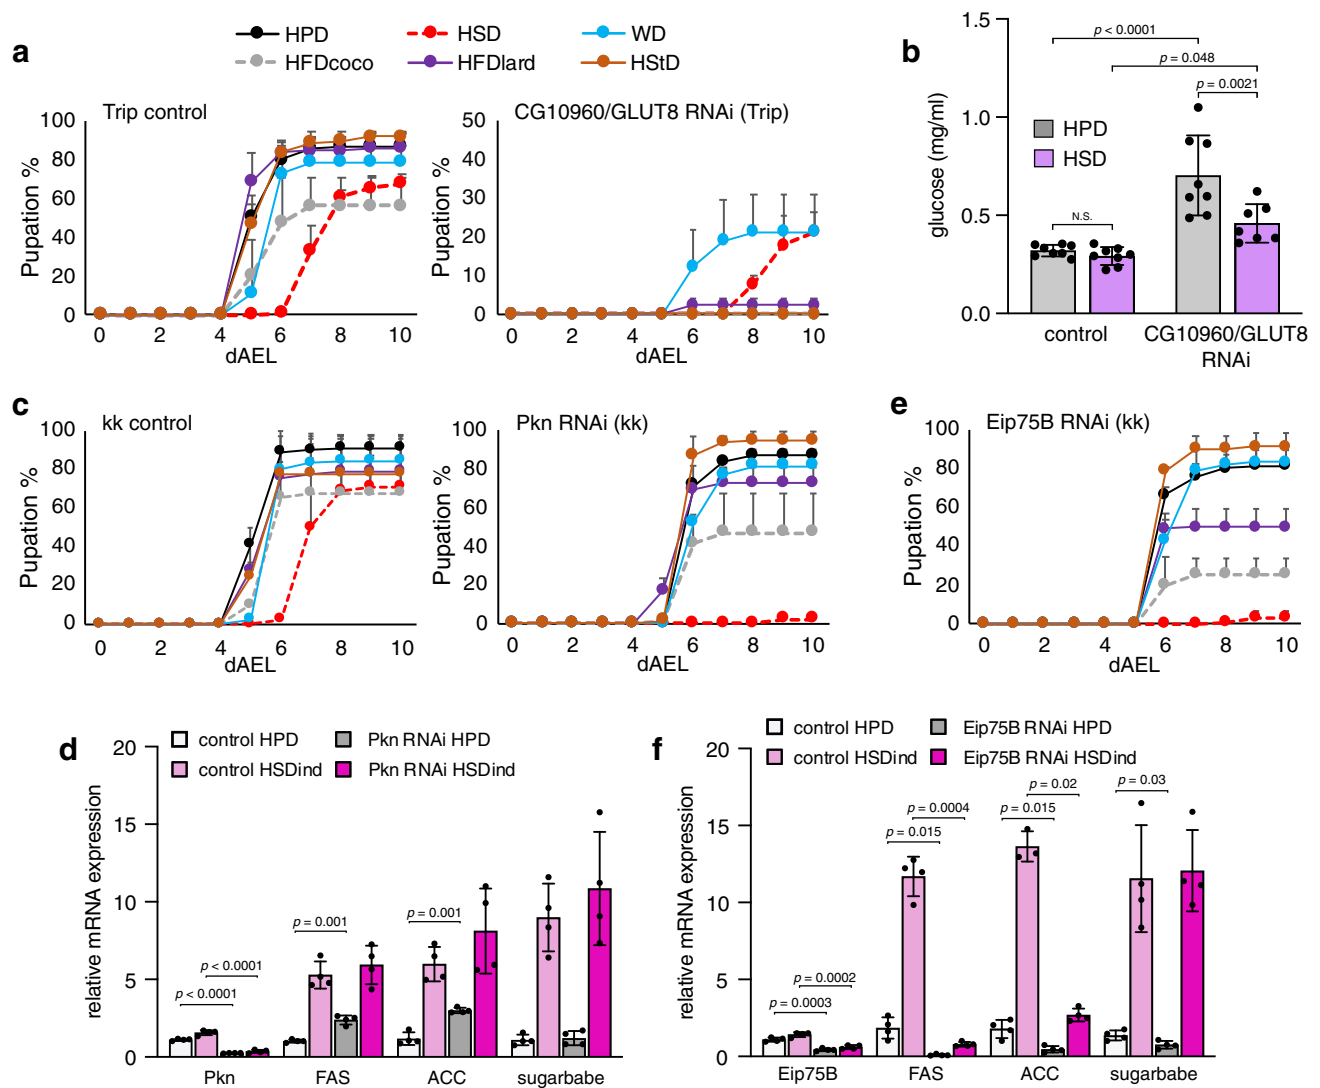 a
HPD
HSD
WD
HFDcoco
HFDlard
HStD
Trip control
Pupation %
100
80
60
40
20
0
0 2 4 6 8 10
dAEL
CG10960/GLUT8 RNAi (Trip)
Pupation %
50
40
30
20
10
0
0 2 4 6 8 10
dAEL
b
glucose (mg/ml)
1.5
1.0
0.5
0.0
p < 0.0001
p = 0.048
p = 0.0021
HPD
HSD
N.S.
control
CG10960/GLUT8
RNAi
c
kk control
Pupation %
100
80
60
40
20
0
0 2 4 6 8 10
dAEL
Pkn RNAi (kk)
Pupation %
100
80
60
40
20
0
0 2 4 6 8 10
dAEL
e
Eip75B RNAi (kk)
Pupation %
100
80
60
40
20
0
0 2 4 6 8 10
dAEL
d
control HPD
Pkn RNAi HPD
control HSDind
Pkn RNAi HSDind
relative mRNA expression
20
15
10
5
0
p < 0.0001
p < 0.0001
p = 0.001
p = 0.001
Pkn FAS ACC sugarbabe
f
control HPD
Eip75B RNAi HPD
control HSDind
Eip75B RNAi HSDind
relative mRNA expression
20
15
10
5
0
p = 0.0002
p = 0.0003
p = 0.0004
p = 0.015
p = 0.02
p = 0.015
p = 0.03
Eip75B FAS ACC sugarbabe